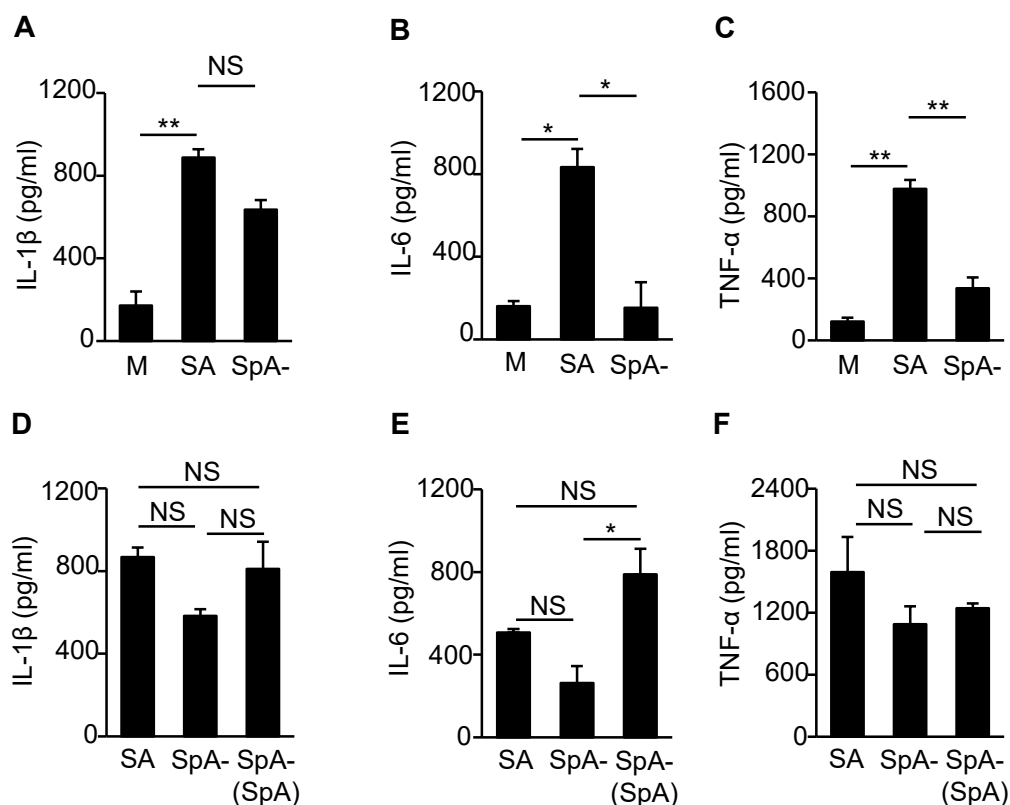 A
NS
**
1200
800
400
0
IL-1β (pg/ml)
M SA SpA-
B
*
*
1200
800
400
0
IL-6 (pg/ml)
M SA SpA-
C
**
**
1600
1200
800
400
0
TNF-α (pg/ml)
M SA SpA-
D
NS
NS NS
1200
800
400
0
IL-1β (pg/ml)
SA SpA- SpA-
(SpA)
E
NS
*
NS
1200
800
400
0
IL-6 (pg/ml)
SA SpA- SpA-
(SpA)
F
NS
NS NS
2400
1800
1200
600
0
TNF-α (pg/ml)
SA SpA- SpA-
(SpA)